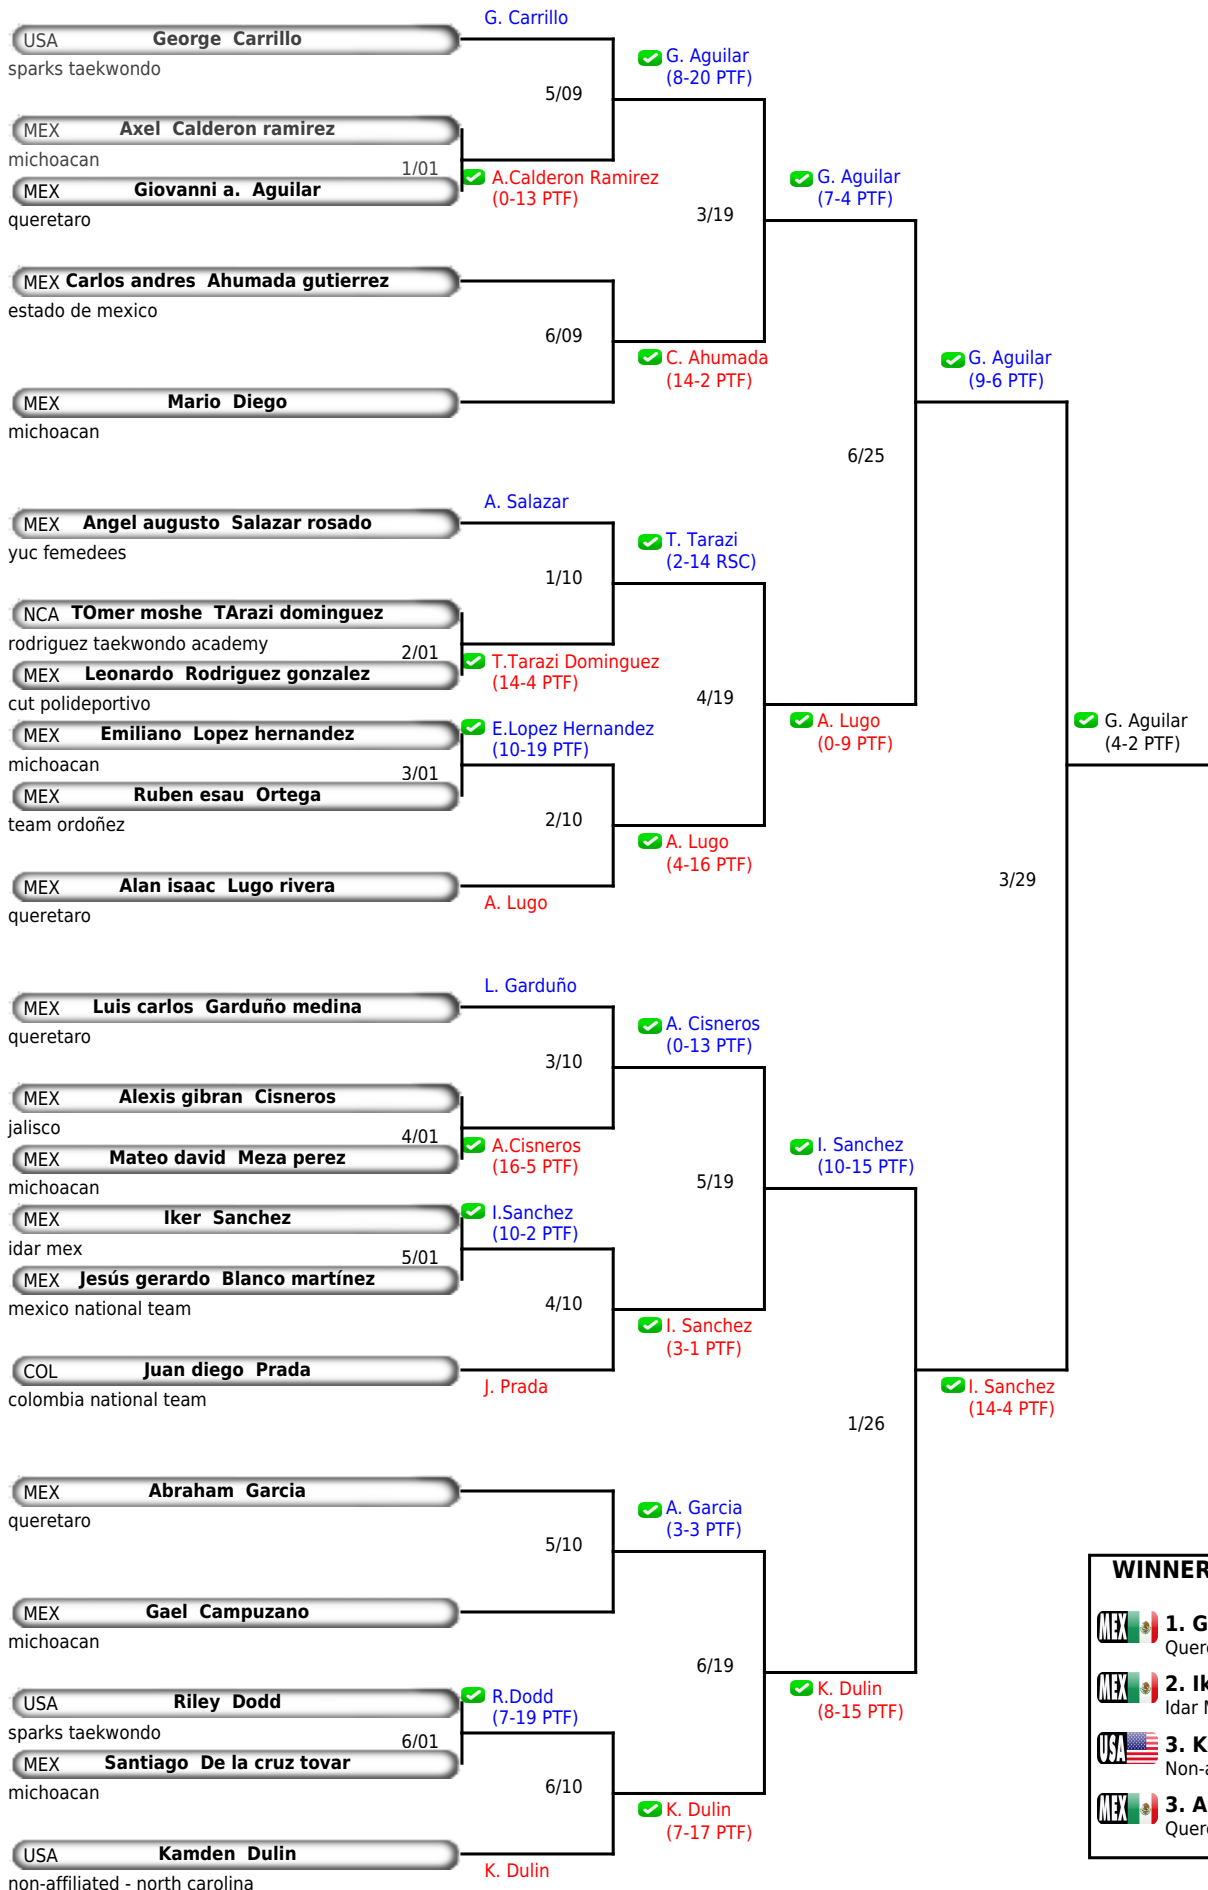 G. Carrillo
USA George Carrillo
sparks taekwondo
G. Aguilar
(8-20 PTF)
5/09
MEX Axel Calderon ramirez
michoacan
1/01
A.Calderon Ramirez
(0-13 PTF)
MEX Giovanni a. Aguilar
queretaro
G. Aguilar
(7-4 PTF)
3/19
MEX Carlos andres Ahumada gutierrez
estado de mexico
6/09
C. Ahumada
(14-2 PTF)
G. Aguilar
(9-6 PTF)
MEX Mario Diego
michoacan
6/25
A. Salazar
MEX Angel augusto Salazar rosado
yuc femedees
T. Tarazi
(2-14 RSC)
1/10
NCA TOmer moshe TArazi dominguez
rodriguez taekwondo academy
2/01
T.Tarazi Dominguez
(14-4 PTF)
MEX Leonardo Rodriguez gonzalez
cut polideportivo
4/19
A. Lugo
(0-9 PTF)
G. Aguilar
(4-2 PTF)
MEX Emiliano Lopez hernandez
michoacan
E.Lopez Hernandez
(10-19 PTF)
3/01
MEX Ruben esau Ortega
team ordoñez
2/10
A. Lugo
(4-16 PTF)
MEX Alan isaac Lugo rivera
queretaro
A. Lugo
3/29
L. Garduño
MEX Luis carlos Garduño medina
queretaro
A. Cisneros
(0-13 PTF)
3/10
MEX Alexis gibran Cisneros
jalisco
4/01
A.Cisneros
(16-5 PTF)
MEX Mateo david Meza perez
michoacan
I. Sanchez
(10-15 PTF)
5/19
MEX Iker Sanchez
idar mex
I.Sanchez
(10-2 PTF)
5/01
MEX Jesús gerardo Blanco martínez
mexico national team
4/10
I. Sanchez
(3-1 PTF)
COL Juan diego Prada
colombia national team
J. Prada
I. Sanchez
(14-4 PTF)
1/26
MEX Abraham Garcia
queretaro
A. Garcia
(3-3 PTF)
5/10
MEX Gael Campuzano
michoacan
6/19
K. Dulin
(8-15 PTF)
USA Riley Dodd
sparks taekwondo
R.Dodd
(7-19 PTF)
6/01
MEX Santiago De la cruz tovar
michoacan
6/10
K. Dulin
(7-17 PTF)
USA Kamden Dulin
non-affiliated - north carolina
K. Dulin
WINNER
MEX 1. G
Quer
MEX 2. Ik
Idar
USA 3. K
Non-a
MEX 3. A
Quer